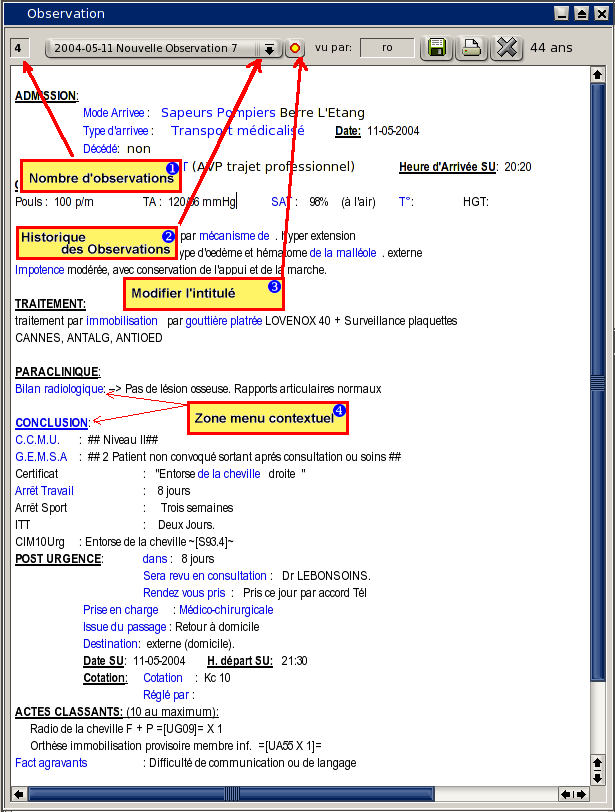 Observation
4 2004-05-11 Nouvelle Observation 7 vu par: ro 44 ans
ADMISSION:
Mode Arrivee : Sapeurs Pompiers Berre L'Etang
Type d'arrivee : Transport médicalisé Date: 11-05-2004
Décédé: non
(AVP trajet professionnel) Heure d'Arrivée SU: 20:20
Nombre d'observations 1
Pouls : 100 p/m TA : 120/66 mmHg SAT : 98% (à l'air) T°: HGT:
Historique 2
des Observations
par mécanisme de . hyper extension
ype d'oedème et hématome de la malléole . externe
Impotence modérée, avec conservation de l'appui et de la marche.
Modifier l'intitulé 3
TRAITEMENT:
traitement par immobilisation par gouttière platrée LOVENOX 40 + Surveillance plaquettes
CANNES, ANTALG, ANTIOED
PARACLINIQUE:
Bilan radiologique: => Pas de lésion osseuse. Rapports articulaires normaux
Zone menu contextuel 4
CONCLUSION:
C.C.M.U. : ## Niveau II##
G.E.M.S.A : ## 2 Patient non convoqué sortant aprés consultation ou soins ##
Certificat : "Entorse de la cheville droite "
Arrêt Travail : 8 jours
Arrêt Sport : Trois semaines
ITT : Deux Jours.
CIM10Urg : Entorse de la cheville ~[S93.4]~
POST URGENCE: dans : 8 jours
Sera revu en consultation : Dr LEBONSOINS.
Rendez vous pris : Pris ce jour par accord Tél
Prise en charge : Médico-chirurgicale
Issue du passage : Retour à domicile
Destination: externe (domicile).
Date SU: 11-05-2004 H. départ SU: 21:30
Cotation: Cotation : Kc 10
Réglé par :
ACTES CLASSANTS: (10 au maximum):
Radio de la cheville F + P =[UG09]= X 1
Orthèse immobilisation provisoire membre inf. =[UA55 X 1]=
Fact agravants : Difficulté de communication ou de langage